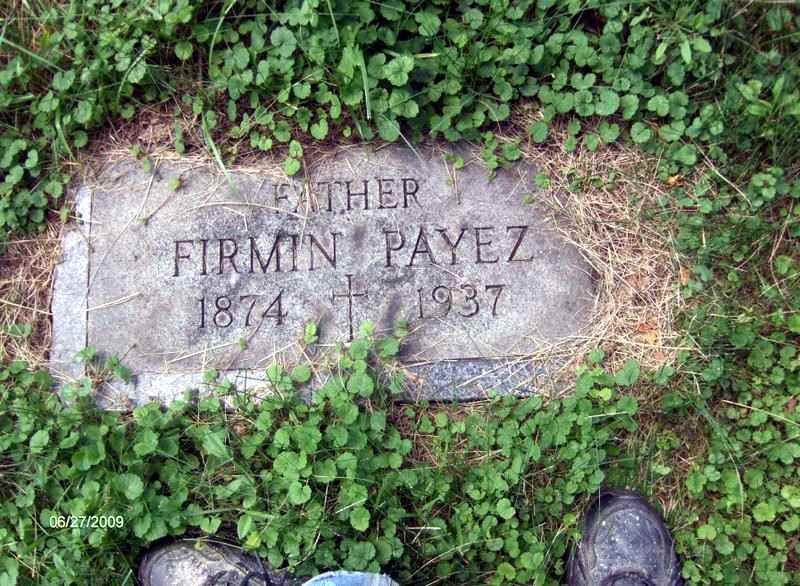 FATHER
FIRMIN PAYEZ
1874 1937
06/27/2009